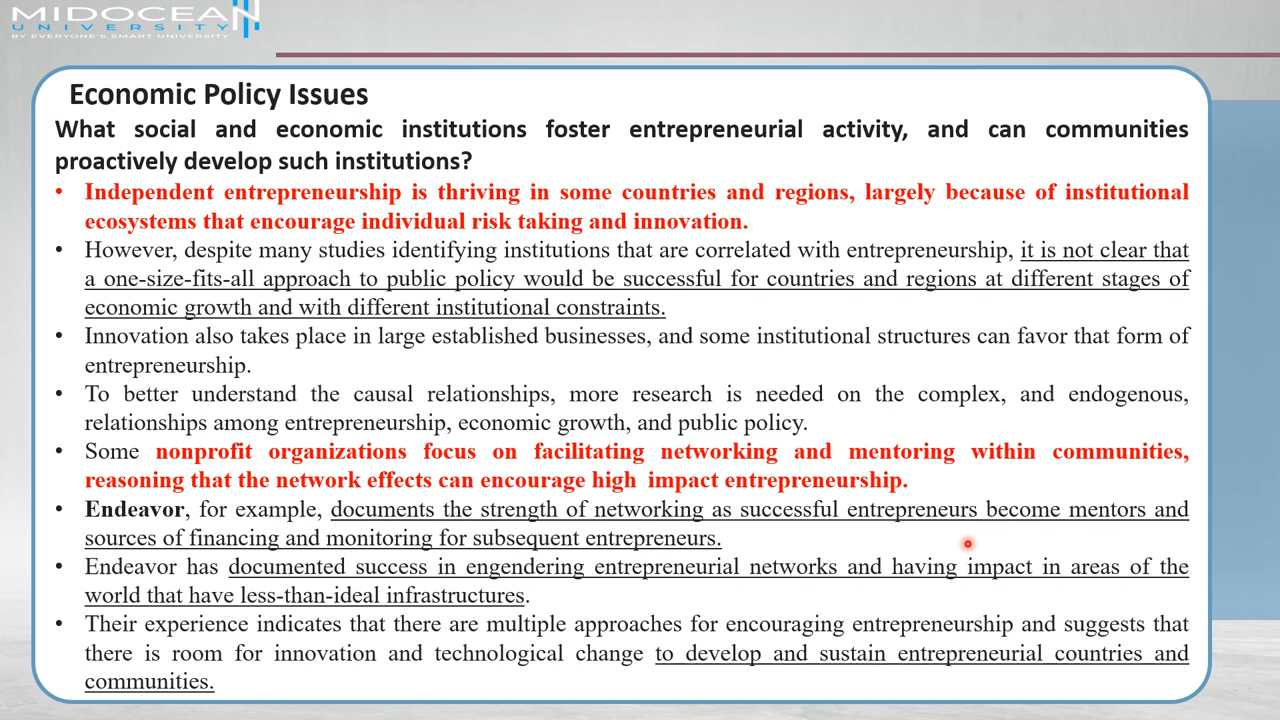 MIDOCEAN
UNIVERSITY
BY EVERYONE'S SMART UNIVERSITY
Economic Policy Issues
What social and economic institutions foster entrepreneurial activity, and can communities
proactively develop such institutions?
• Independent entrepreneurship is thriving in some countries and regions, largely because of institutional
ecosystems that encourage individual risk taking and innovation.
• However, despite many studies identifying institutions that are correlated with entrepreneurship, it is not clear that
a one-size-fits-all approach to public policy would be successful for countries and regions at different stages of
economic growth and with different institutional constraints.
• Innovation also takes place in large established businesses, and some institutional structures can favor that form of
entrepreneurship.
• To better understand the causal relationships, more research is needed on the complex, and endogenous,
relationships among entrepreneurship, economic growth, and public policy.
• Some nonprofit organizations focus on facilitating networking and mentoring within communities,
reasoning that the network effects can encourage high impact entrepreneurship.
• Endeavor, for example, documents the strength of networking as successful entrepreneurs become mentors and
sources of financing and monitoring for subsequent entrepreneurs.
• Endeavor has documented success in engendering entrepreneurial networks and having impact in areas of the
world that have less-than-ideal infrastructures.
• Their experience indicates that there are multiple approaches for encouraging entrepreneurship and suggests that
there is room for innovation and technological change to develop and sustain entrepreneurial countries and
communities.